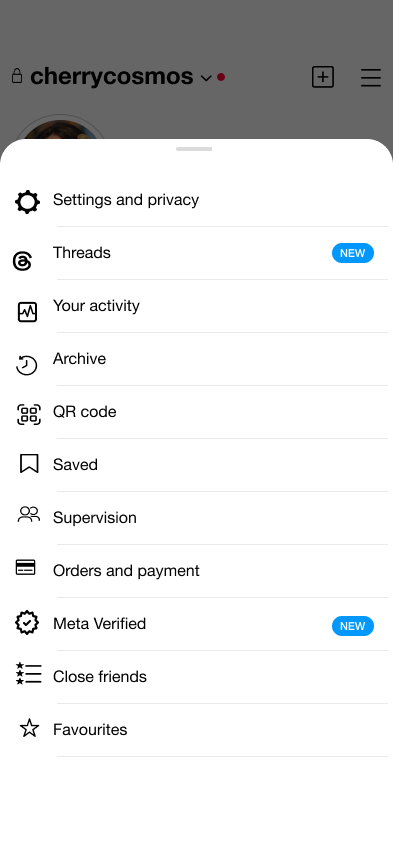 cherrycosmos
Settings and privacy
Threads NEW
Your activity
Archive
QR code
Saved
Supervision
Orders and payment
Meta Verified NEW
Close friends
Favourites